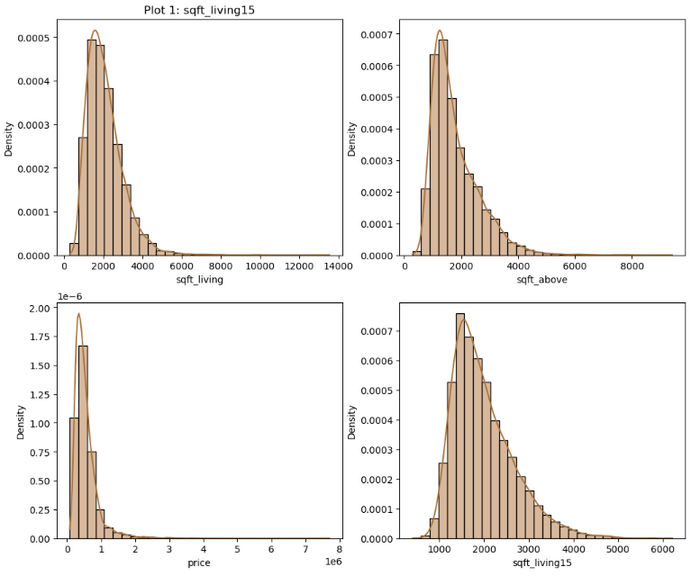 Plot 1: sqft_living15
Density
0.0005
0.0004
0.0003
0.0002
0.0001
0.0000
0 2000 4000 6000 8000 10000 12000 14000
sqft_living
Density
0.0007
0.0006
0.0005
0.0004
0.0003
0.0002
0.0001
0.0000
0 2000 4000 6000 8000
sqft_above
1e−6
Density
2.00
1.75
1.50
1.25
1.00
0.75
0.50
0.25
0.00
0 1 2 3 4 5 6 7 8
price 1e6
Density
0.0007
0.0006
0.0005
0.0004
0.0003
0.0002
0.0001
0.0000
1000 2000 3000 4000 5000 6000
sqft_living15